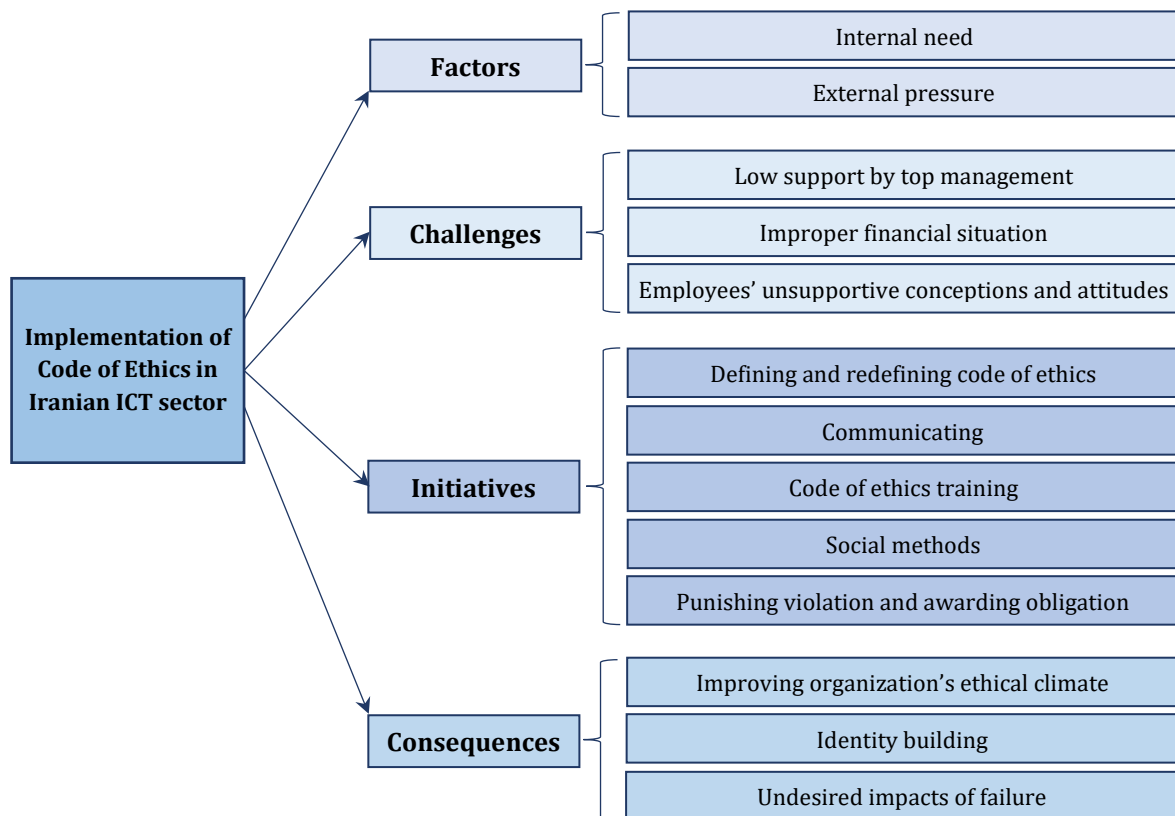 Implementation of
Code of Ethics in
Iranian ICT sector
Factors
Internal need
External pressure
Challenges
Low support by top management
Improper financial situation
Employees’ unsupportive conceptions and attitudes
Initiatives
Defining and redefining code of ethics
Communicating
Code of ethics training
Social methods
Punishing violation and awarding obligation
Consequences
Improving organization’s ethical climate
Identity building
Undesired impacts of failure